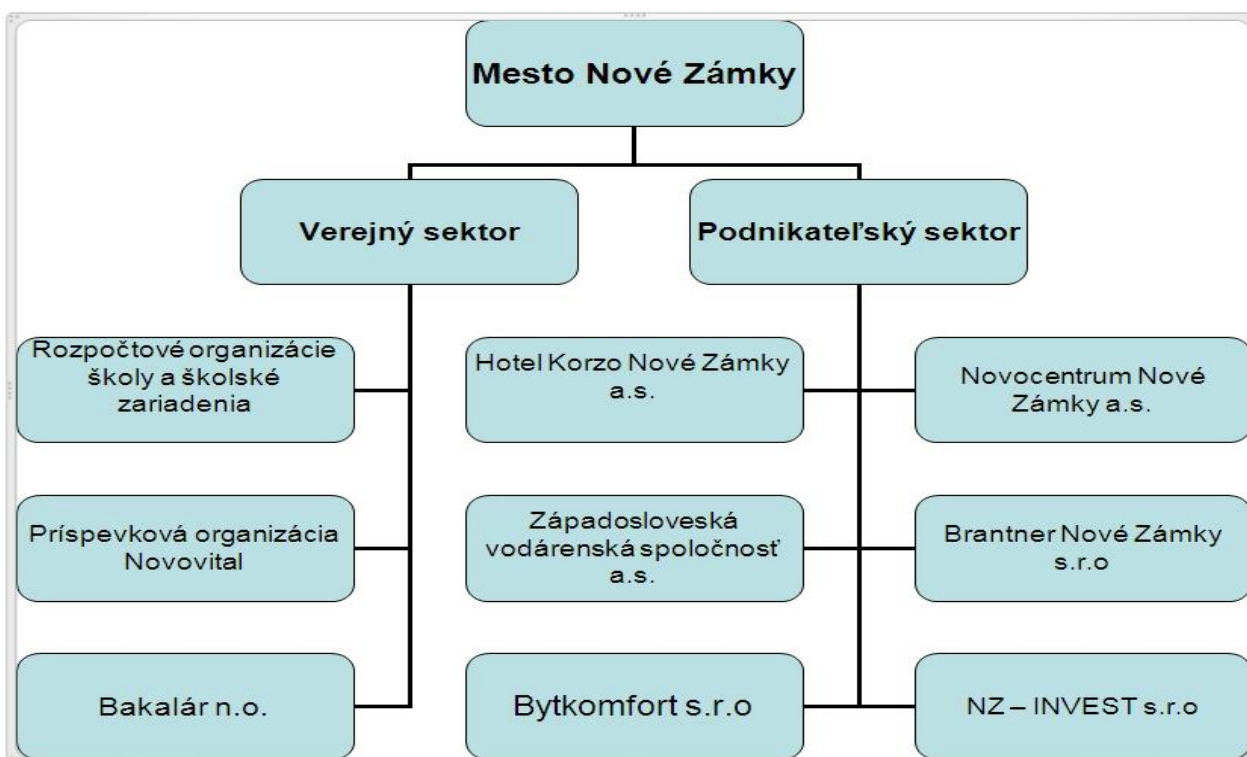 Mesto Nové Zámky
Verejný sektor
Podnikateľský sektor
Rozpočtové organizácie
školy a školské
zariadenia
Hotel Korzo Nové Zámky
a.s.
Novocentrum Nové
Zámky a.s.
Príspevková organizácia
Novovital
Západosloveská
vodárenská spoločnosť
a.s.
Brantner Nové Zámky
s.r.o
Bakalár n.o.
Bytkomfort s.r.o
NZ – INVEST s.r.o